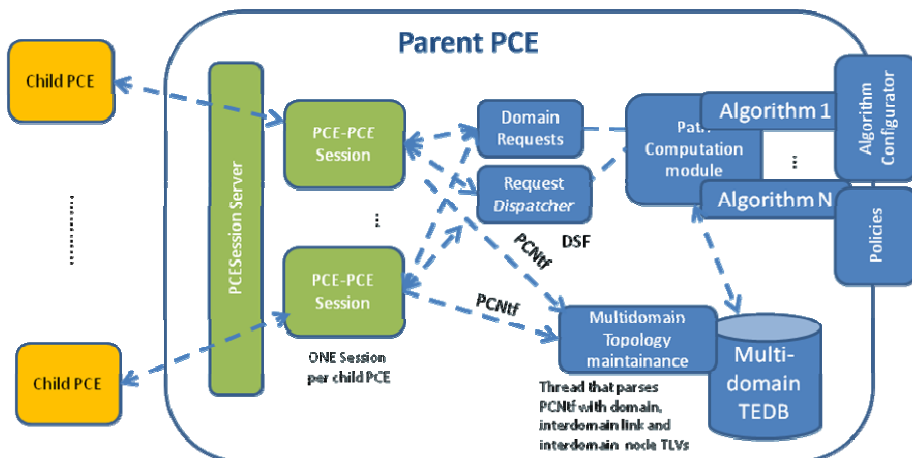 Parent PCE
Child PCE
PCESession Server
PCE-PCE
Session
...
PCE-PCE
Session
ONE Session
per child PCE
Child PCE
Domain
Requests
Request
Dispatcher
DSF
PCNtf
PCNtf
Path
Computation
module
Algorithm 1
...
Algorithm N
Algorithm
Configurator
Policies
Multidomain
Topology
maintainance
Multi-
domain
TEDB
Thread that parses
PCNtf with domain,
interdomain link and
interdomain node TLVs